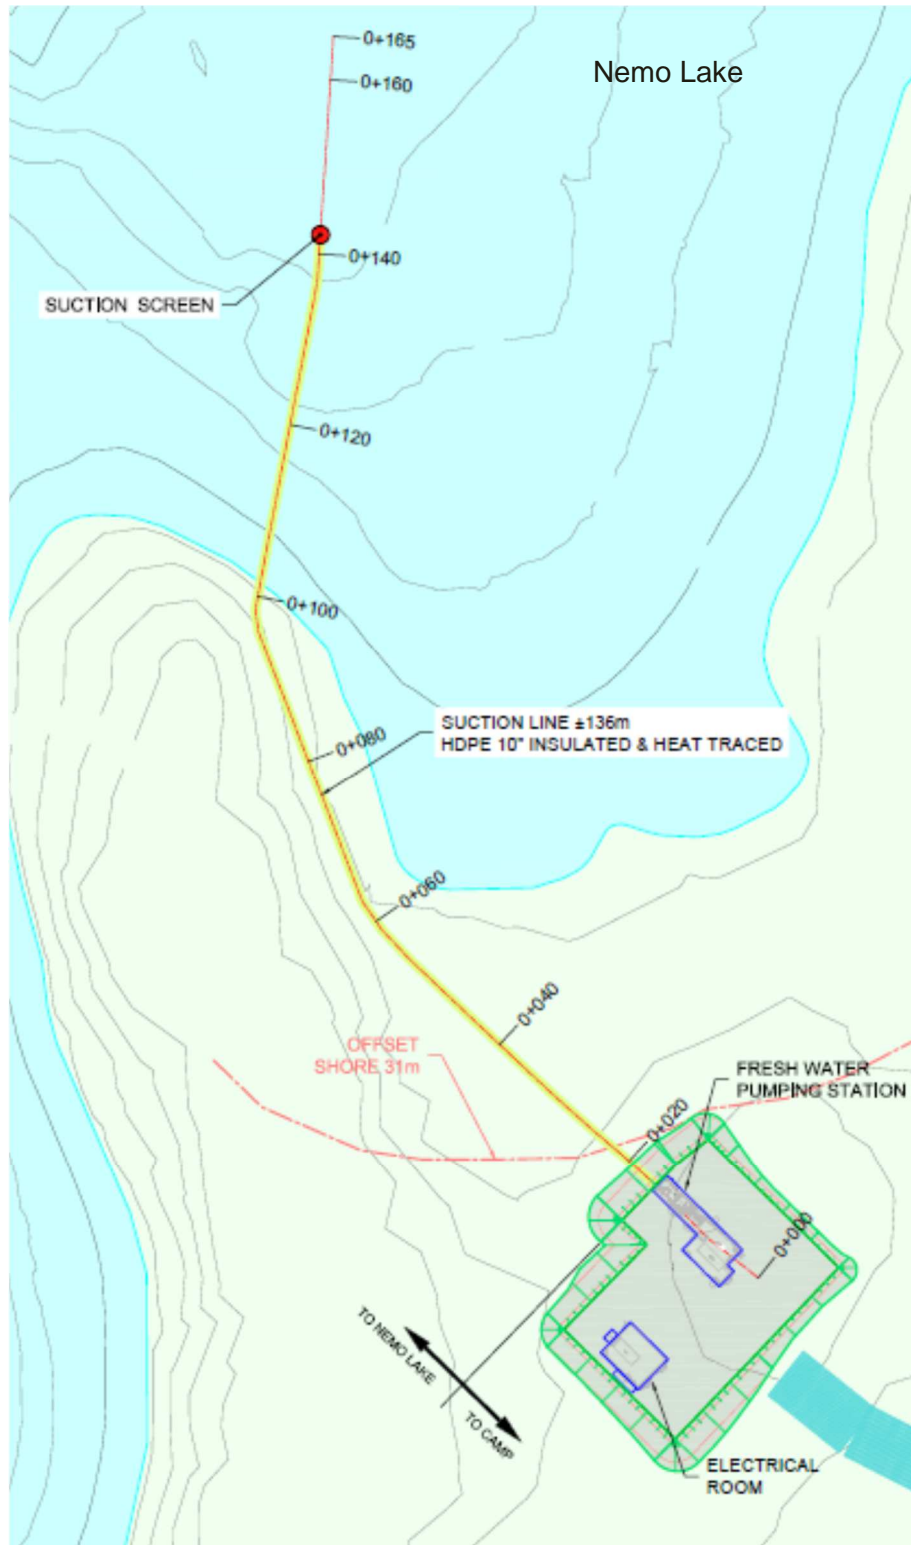 0+165
Nemo Lake
0+160
0+140
SUCTION SCREEN
0+120
0+100
SUCTION LINE ±136m
HDPE 10" INSULATED & HEAT TRACED
0+080
0+060
0+040
OFFSET
SHORE 31m
FRESH WATER
PUMPING STATION
0+020
0+000
TO NEMO LAKE
TO CAMP
ELECTRICAL
ROOM